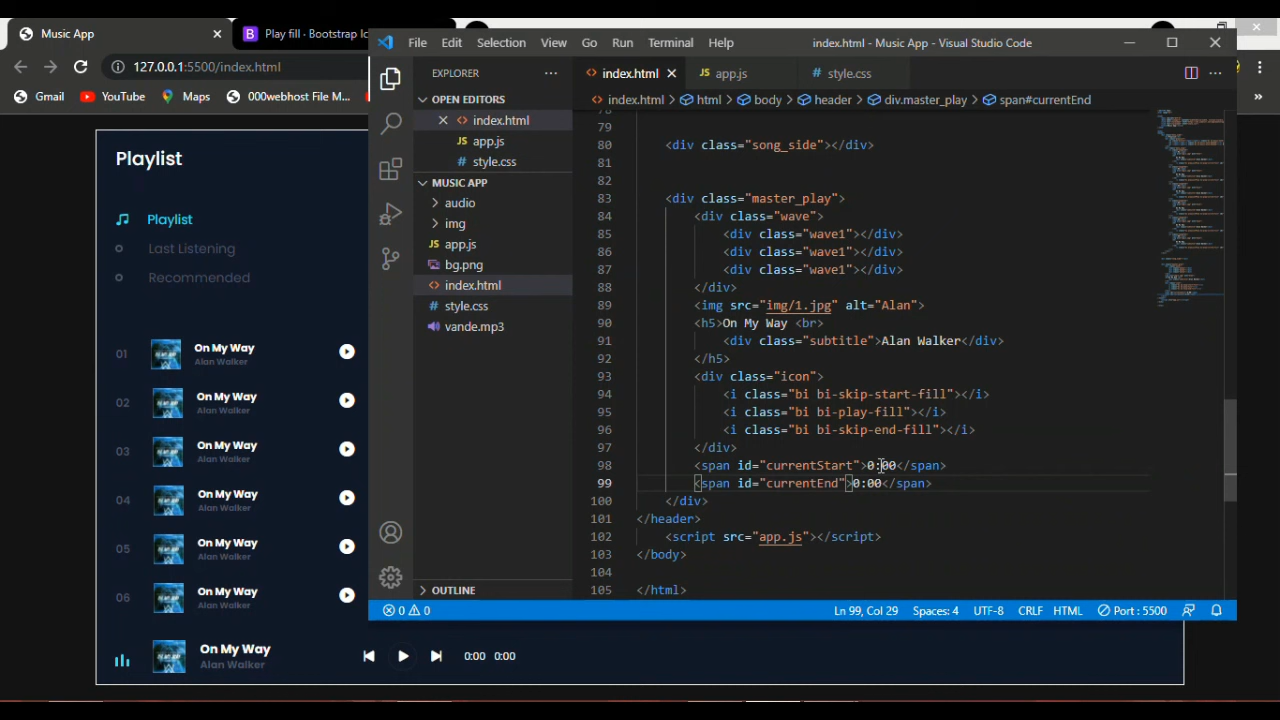 Music App
Play fill - Bootstrap Ic
127.0.0.1:5500/index.html
Gmail
YouTube
Maps
000webhost File M...
»
File Edit Selection View Go Run Terminal Help
index.html - Music App - Visual Studio Code
EXPLORER
OPEN EDITORS
index.html
JS app.js
# style.css
MUSIC APP
audio
img
JS app.js
bg.png
index.html
# style.css
vande.mp3
OUTLINE
index.html
JS app.js
# style.css
index.html > html > body > header > div.master_play > span#currentEnd
79
80 <div class="song_side"></div>
81
82
83 <div class="master_play">
84 <div class="wave">
85 <div class="wave1"></div>
86 <div class="wave1"></div>
87 <div class="wave1"></div>
88 </div>
89 <img src="img/1.jpg" alt="Alan">
90 <h5>On My Way <br>
91 <div class="subtitle">Alan Walker</div>
92 </h5>
93 <div class="icon">
94 <i class="bi bi-skip-start-fill"></i>
95 <i class="bi bi-play-fill"></i>
96 <i class="bi bi-skip-end-fill"></i>
97 </div>
98 <span id="currentStart">0:00</span>
99 <span id="currentEnd">0:00</span>
100 </div>
101 </header>
102 <script src="app.js"></script>
103 </body>
104
105 </html>
0 0
Ln 99, Col 29 Spaces: 4 UTF-8 CRLF HTML Port : 5500
Playlist
Playlist
Last Listening
Recommended
01 On My Way
Alan Walker
02 On My Way
Alan Walker
03 On My Way
Alan Walker
04 On My Way
Alan Walker
05 On My Way
Alan Walker
06 On My Way
Alan Walker
On My Way
Alan Walker
0:00 0:00